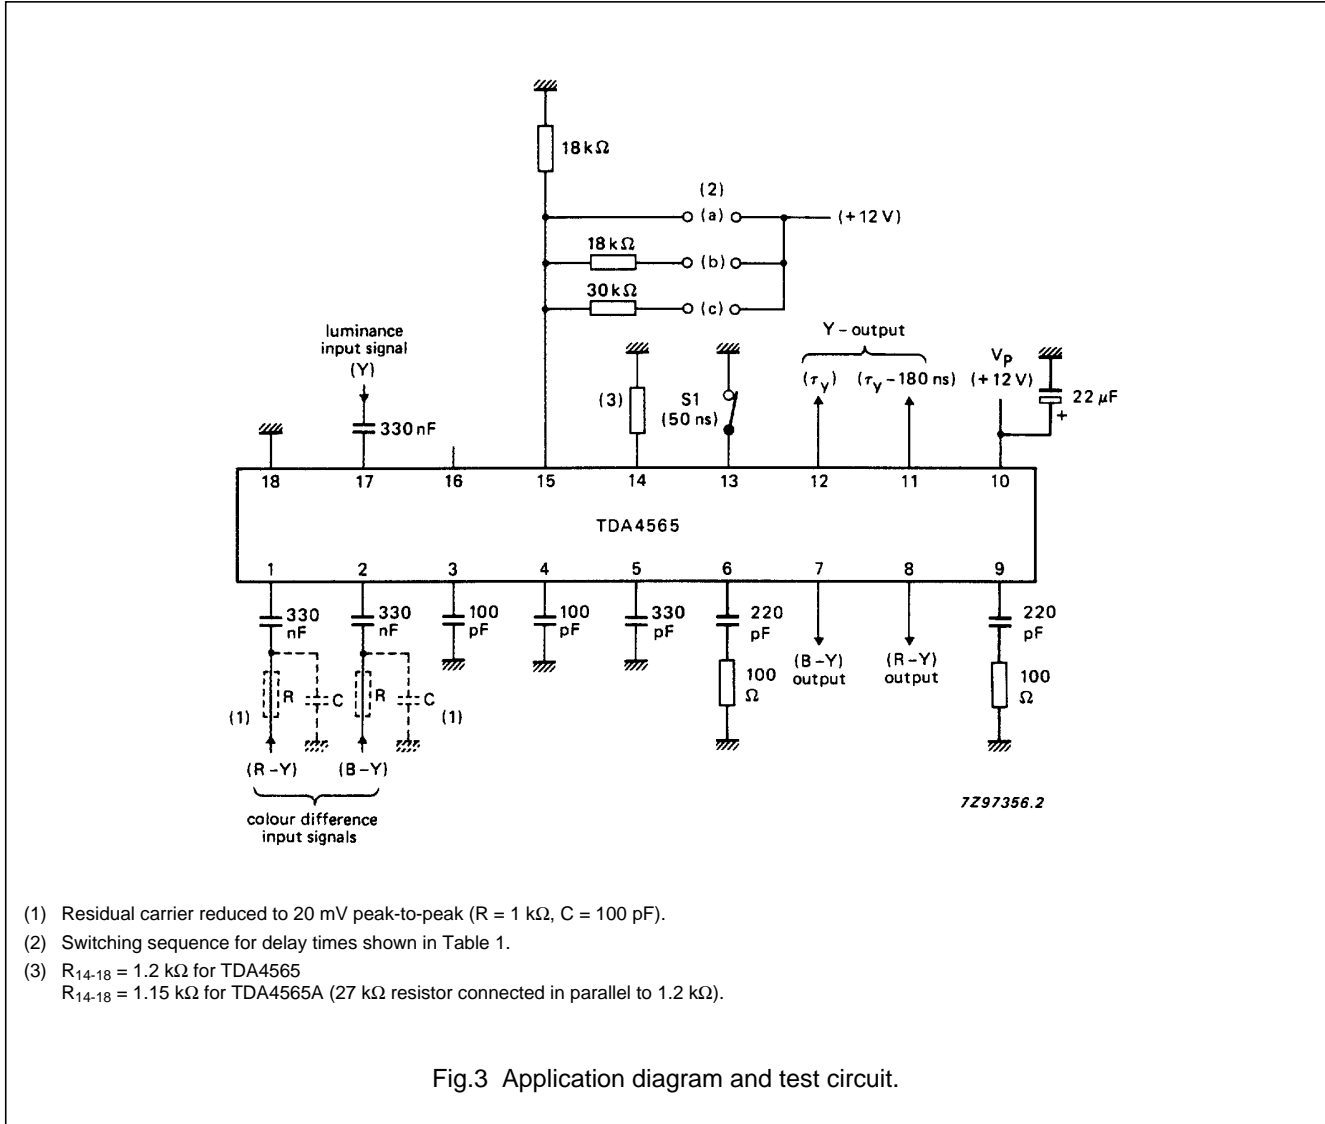 18 kΩ
(2)
(a)
(+12 V)
18 kΩ
(b)
30 kΩ
(c)
luminance
input signal
(Y)
330 nF
(3)
S1
(50 ns)
Y – output
(τy)
(τy – 180 ns)
Vp
(+12 V)
22 μF
+
18
17
16
15
14
13
12
11
10
TDA4565
1
2
3
4
5
6
7
8
9
330
nF
330
nF
100
pF
100
pF
330
pF
220
pF
220
pF
R
C
(1)
R
C
(1)
100
Ω
(B–Y)
output
(R–Y)
output
100
Ω
(R–Y)
(B–Y)
colour difference
input signals
7Z97356.2
(1) Residual carrier reduced to 20 mV peak-to-peak (R = 1 kΩ, C = 100 pF).
(2) Switching sequence for delay times shown in Table 1.
(3) R14-18 = 1.2 kΩ for TDA4565
R14-18 = 1.15 kΩ for TDA4565A (27 kΩ resistor connected in parallel to 1.2 kΩ).
Fig.3 Application diagram and test circuit.